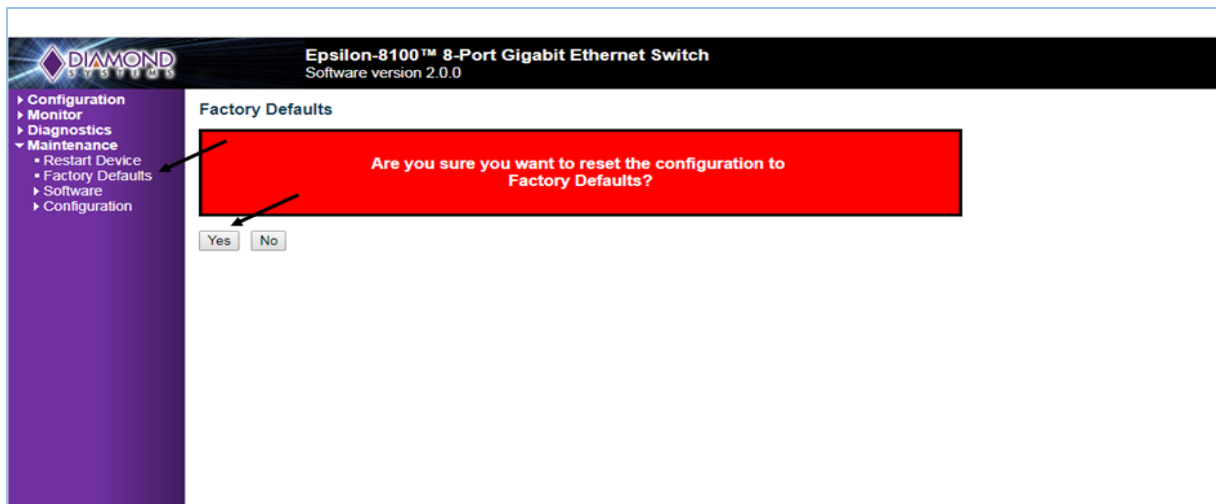 DIAMOND
SYSTEMS
Epsilon-8100™ 8-Port Gigabit Ethernet Switch
Software version 2.0.0
Configuration
Monitor
Diagnostics
Maintenance
Restart Device
Factory Defaults
Software
Configuration
Factory Defaults
Are you sure you want to reset the configuration to
Factory Defaults?
Yes No